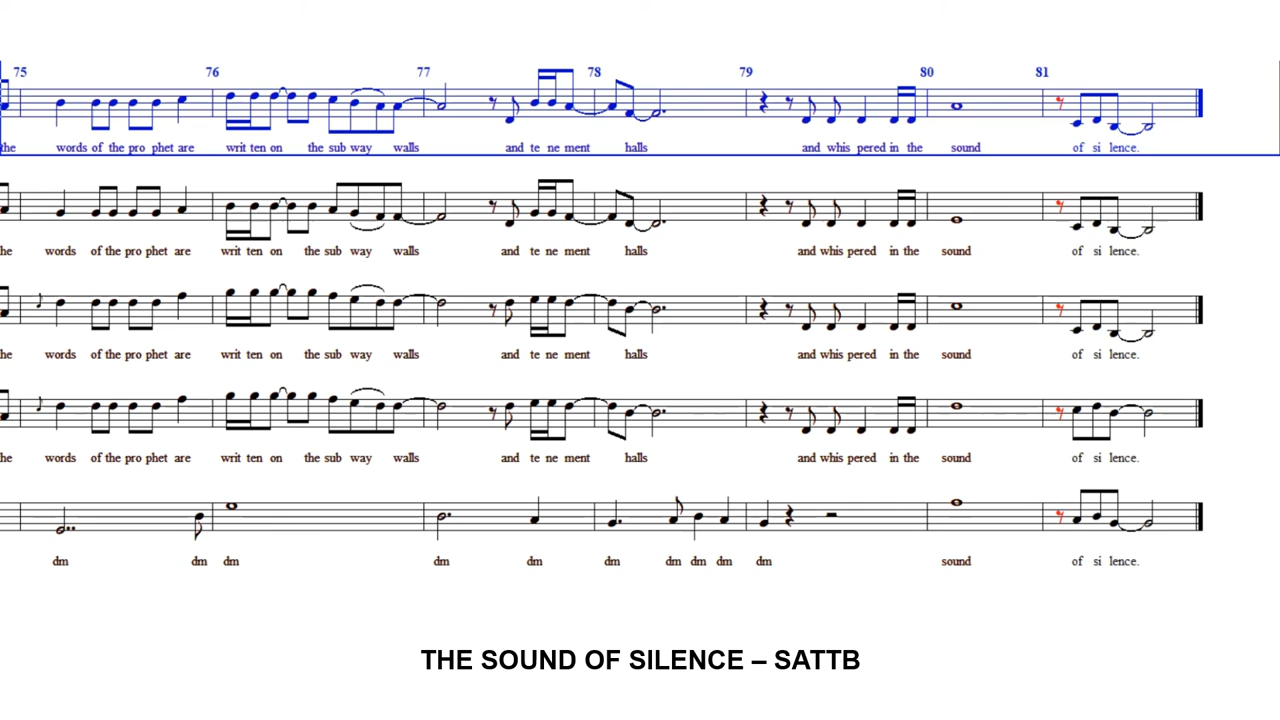 75 76 77 78 79 80 81
the words of the pro phet are writ ten on the sub way walls and te ne ment halls and whis pered in the sound of si lence.
he words of the pro phet are writ ten on the sub way walls and te ne ment halls and whis pered in the sound of si lence.
he words of the pro phet are writ ten on the sub way walls and te ne ment halls and whis pered in the sound of si lence.
he words of the pro phet are writ ten on the sub way walls and te ne ment halls and whis pered in the sound of si lence.
dm dm dm dm dm dm dm dm dm dm sound of si lence.
THE SOUND OF SILENCE – SATTB